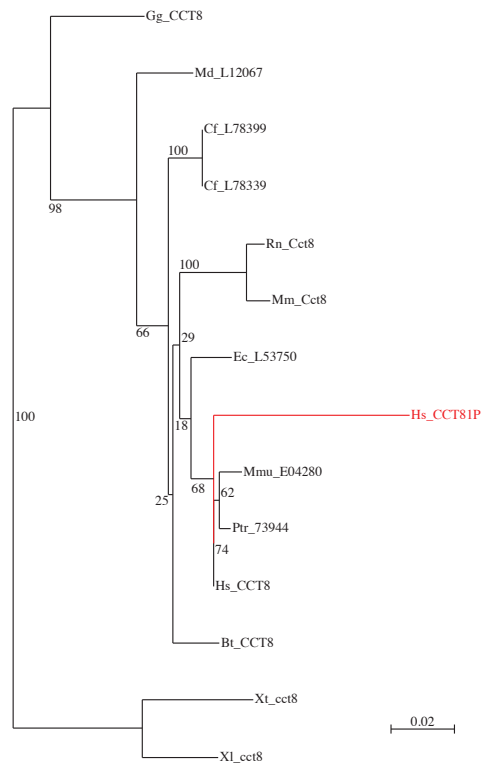 Gg_CCT8
Md_L12067
Cf_L78399
100
Cf_L78339
98
Rn_Cct8
100
Mm_Cct8
66
29
Ec_L53750
100
Hs_CCT81P
18
Mmu_E04280
68
62
25
Ptr_73944
74
Hs_CCT8
Bt_CCT8
Xt_cct8
0.02
Xl_cct8